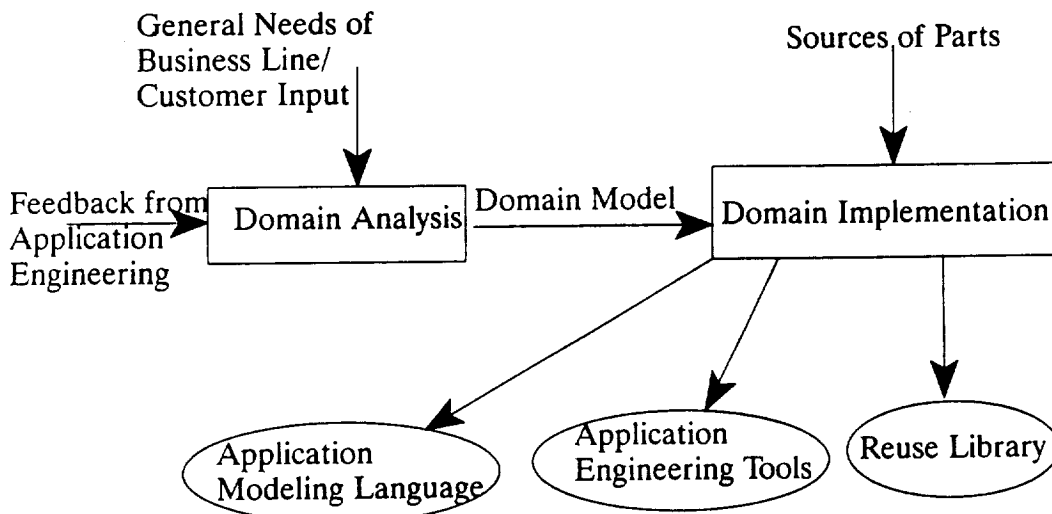 General Needs of
Business Line/
Customer Input
Sources of Parts
Feedback from
Application
Engineering
Domain Analysis
Domain Model
Domain Implementation
Application
Modeling Language
Application
Engineering Tools
Reuse Library